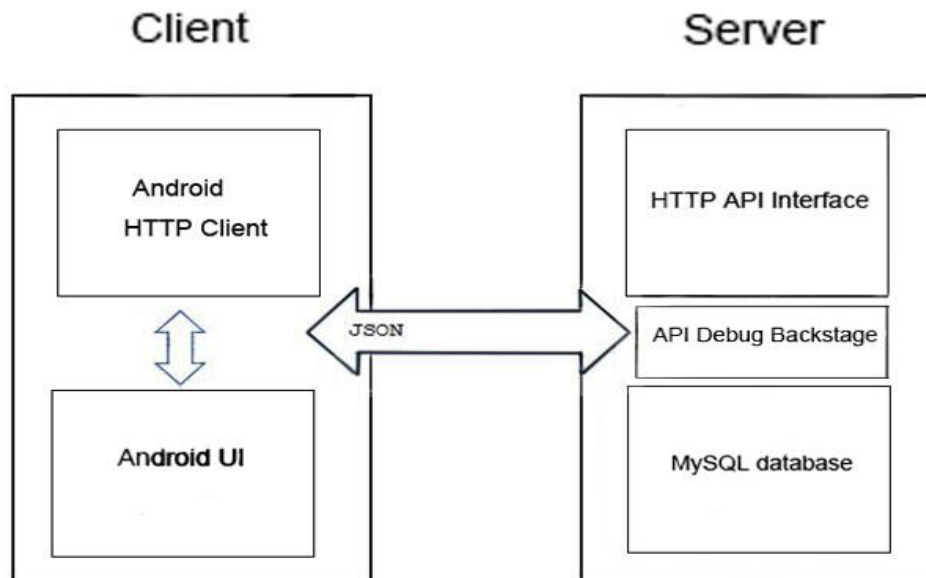 Client
Server
Android
HTTP Client
JSON
Android UI
HTTP API Interface
API Debug Backstage
MySQL database